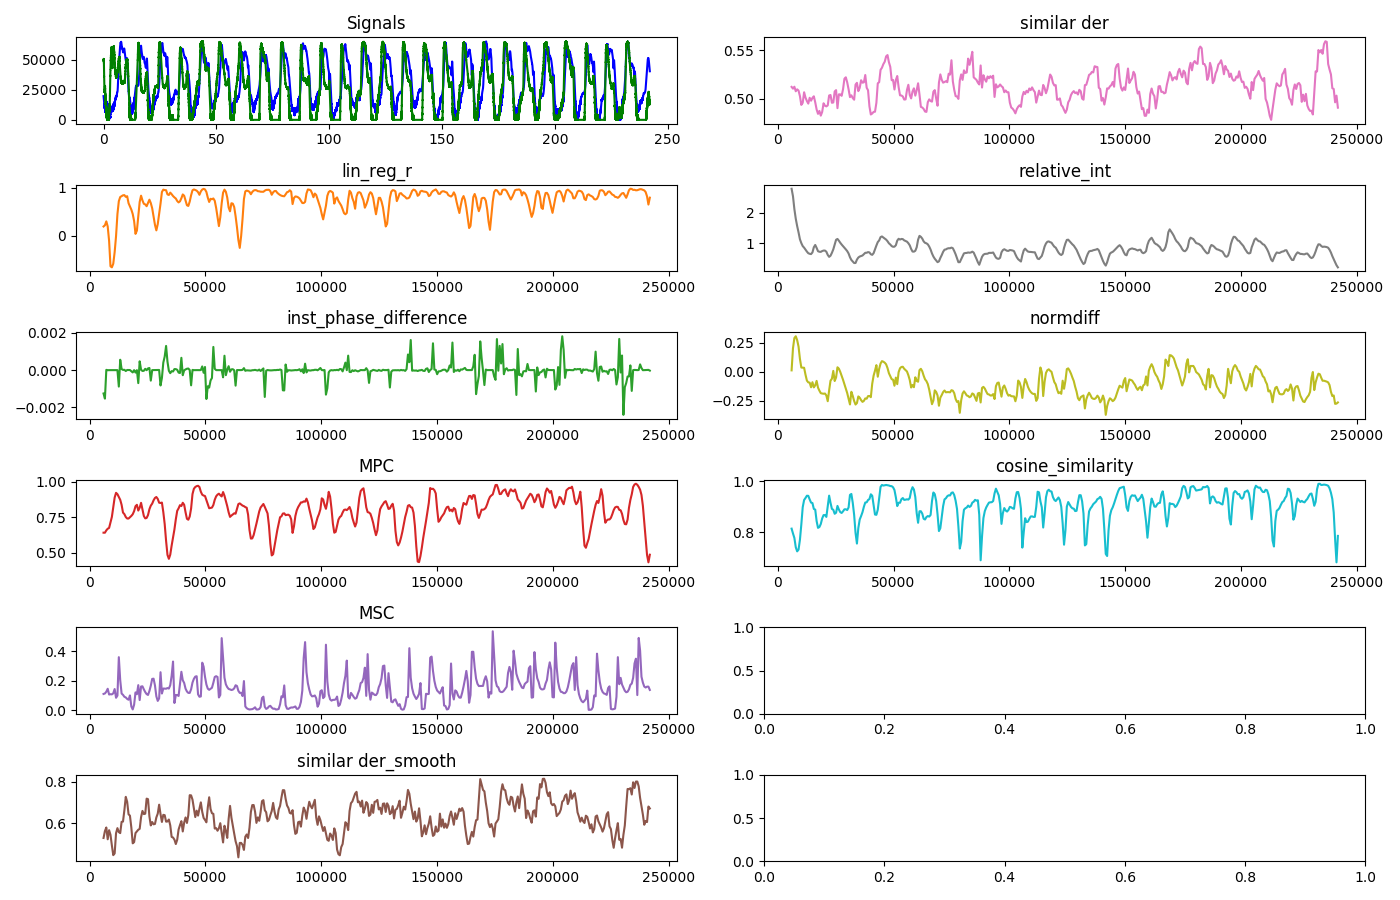 Signals
50000
25000
0
0 50 100 150 200 250
similar der
0.55
0.50
0 50000 100000 150000 200000 250000
lin_reg_r
1
0
0 50000 100000 150000 200000 250000
relative_int
2
1
0 50000 100000 150000 200000 250000
inst_phase_difference
0.002
0.000
−0.002
0 50000 100000 150000 200000 250000
normdiff
0.25
0.00
−0.25
0 50000 100000 150000 200000 250000
MPC
1.00
0.75
0.50
0 50000 100000 150000 200000 250000
cosine_similarity
1.0
0.8
0 50000 100000 150000 200000 250000
MSC
0.4
0.2
0.0
0 50000 100000 150000 200000 250000
1.0
0.5
0.0
0.0 0.2 0.4 0.6 0.8 1.0
similar der_smooth
0.8
0.6
0 50000 100000 150000 200000 250000
1.0
0.5
0.0
0.0 0.2 0.4 0.6 0.8 1.0